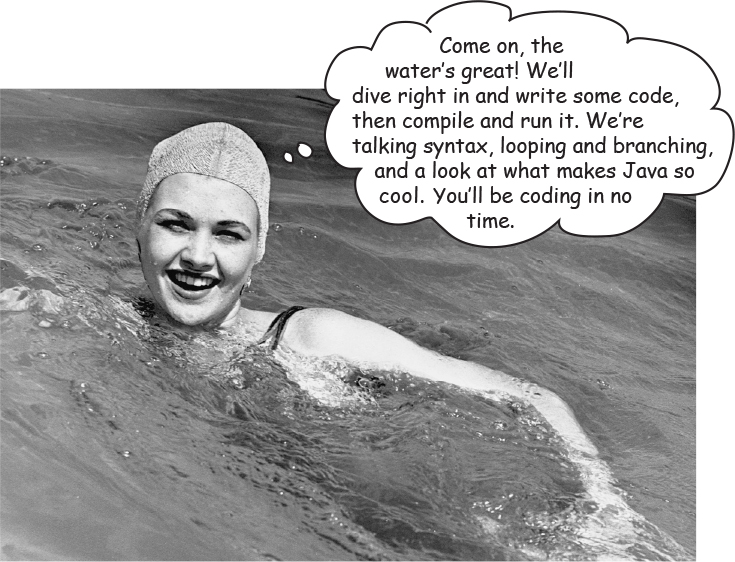 Come on, the
water's great! We'll
dive right in and write some code,
then compile and run it. We're
talking syntax, looping and branching,
and a look at what makes Java so
cool. You'll be coding in no
time.